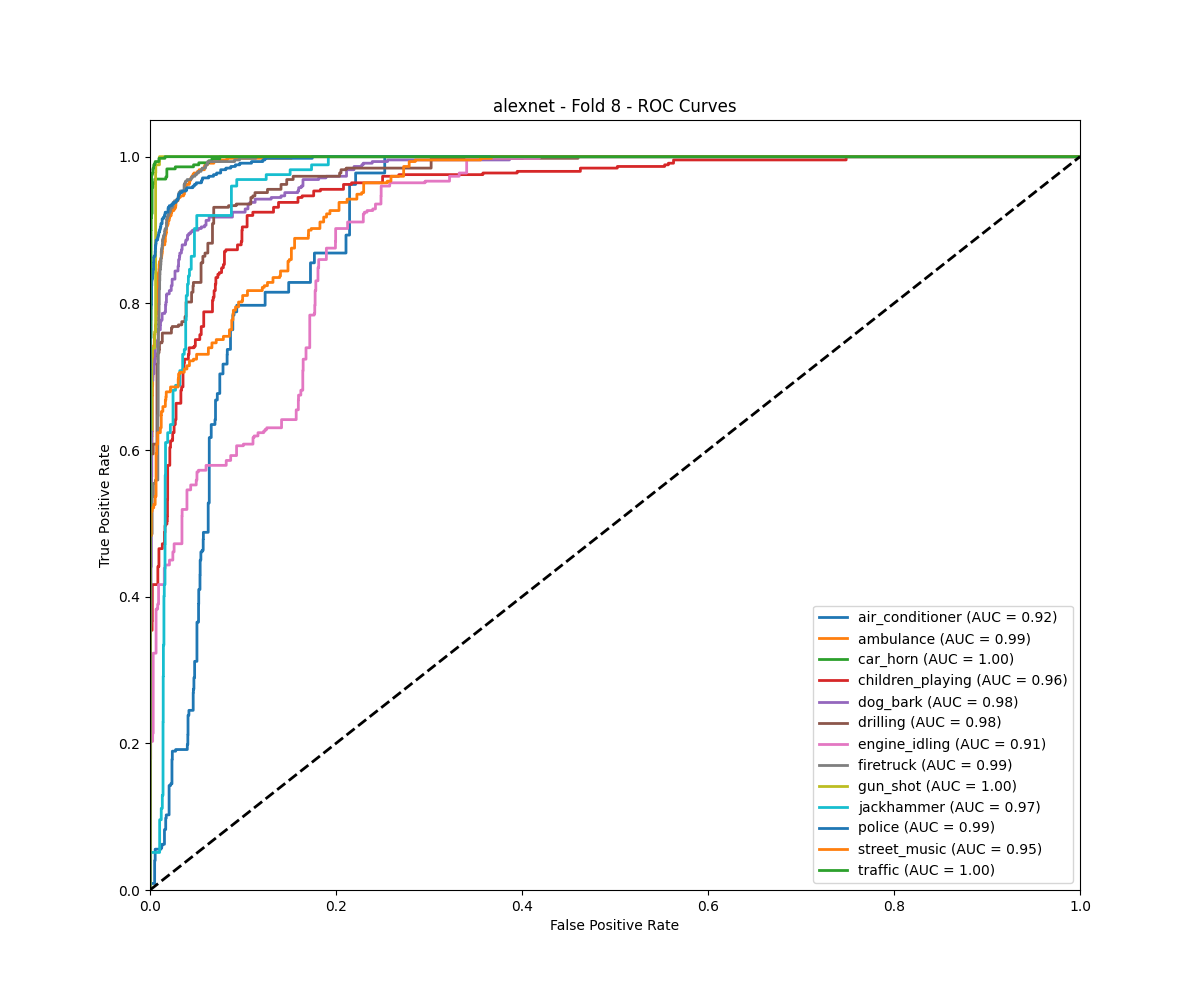 alexnet - Fold 8 - ROC Curves
True Positive Rate
1.0
0.8
0.6
0.4
0.2
0.0
air_conditioner (AUC = 0.92)
ambulance (AUC = 0.99)
car_horn (AUC = 1.00)
children_playing (AUC = 0.96)
dog_bark (AUC = 0.98)
drilling (AUC = 0.98)
engine_idling (AUC = 0.91)
firetruck (AUC = 0.99)
gun_shot (AUC = 1.00)
jackhammer (AUC = 0.97)
police (AUC = 0.99)
street_music (AUC = 0.95)
traffic (AUC = 1.00)
0.0 0.2 0.4 0.6 0.8 1.0
False Positive Rate